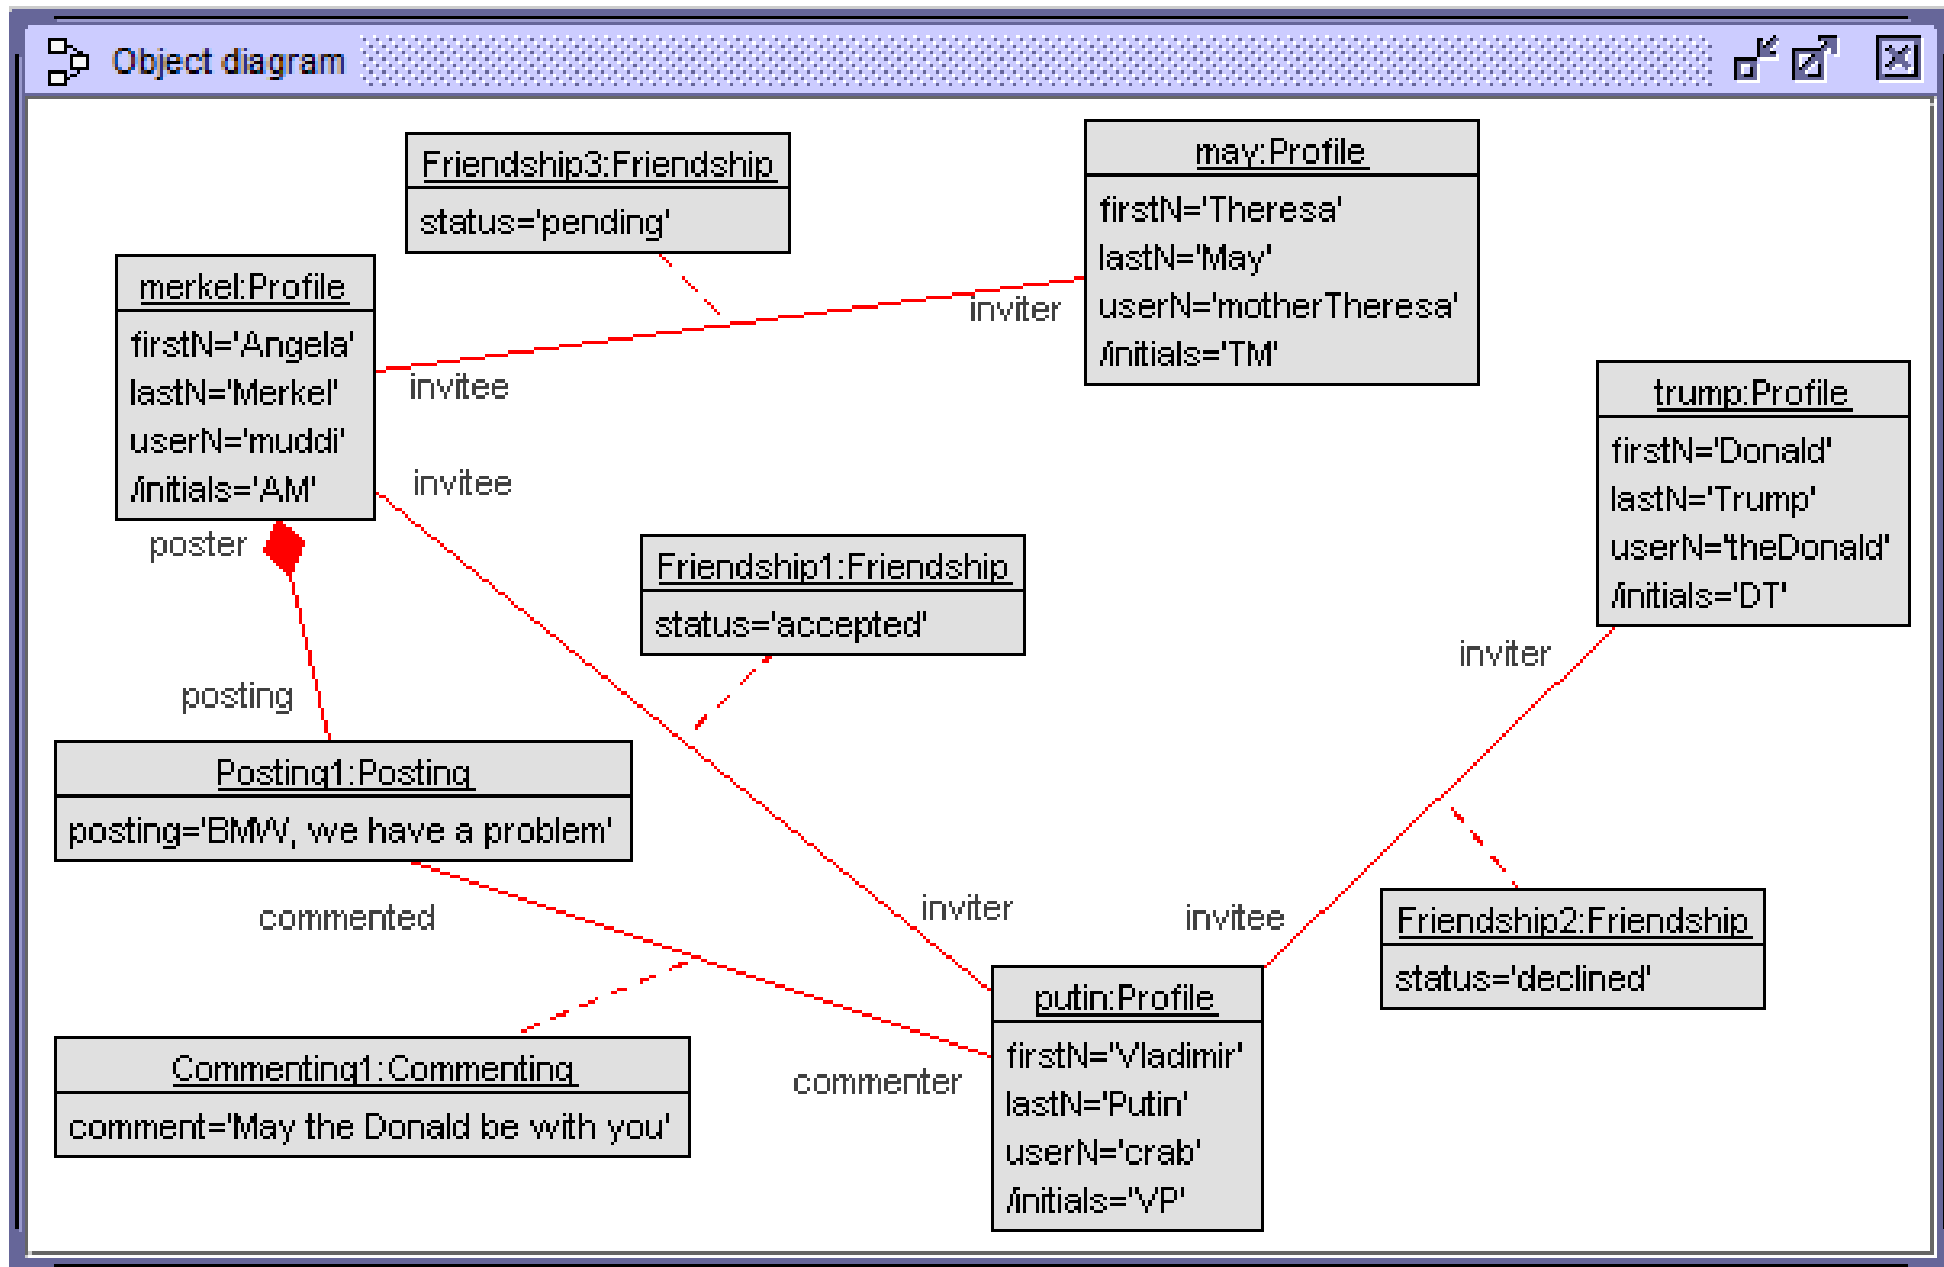 Object diagram
Friendship3:Friendship
status='pending'
may:Profile
firstN='Theresa'
lastN='May'
userN='motherTheresa'
/initials='TM'
merkel:Profile
firstN='Angela'
lastN='Merkel'
userN='muddi'
/initials='AM'
inviter
invitee
trump:Profile
firstN='Donald'
lastN='Trump'
userN='theDonald'
/initials='DT'
invitee
poster
Friendship1:Friendship
status='accepted'
inviter
posting
Posting1:Posting
posting='BMW, we have a problem'
commented
inviter
invitee
Friendship2:Friendship
status='declined'
putin:Profile
firstN='Vladimir'
lastN='Putin'
userN='crab'
/initials='VP'
Commenting1:Commenting
comment='May the Donald be with you'
commenter